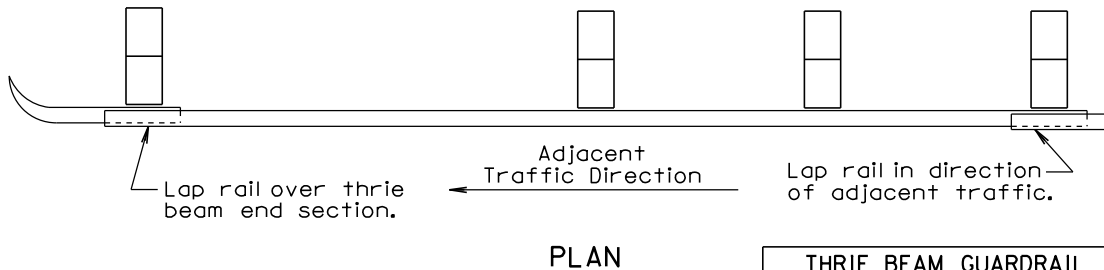 Adjacent
Traffic Direction
Lap rail over thrie
beam end section.
Lap rail in direction
of adjacent traffic.
PLAN
THRIE BEAM GUARDRAIL